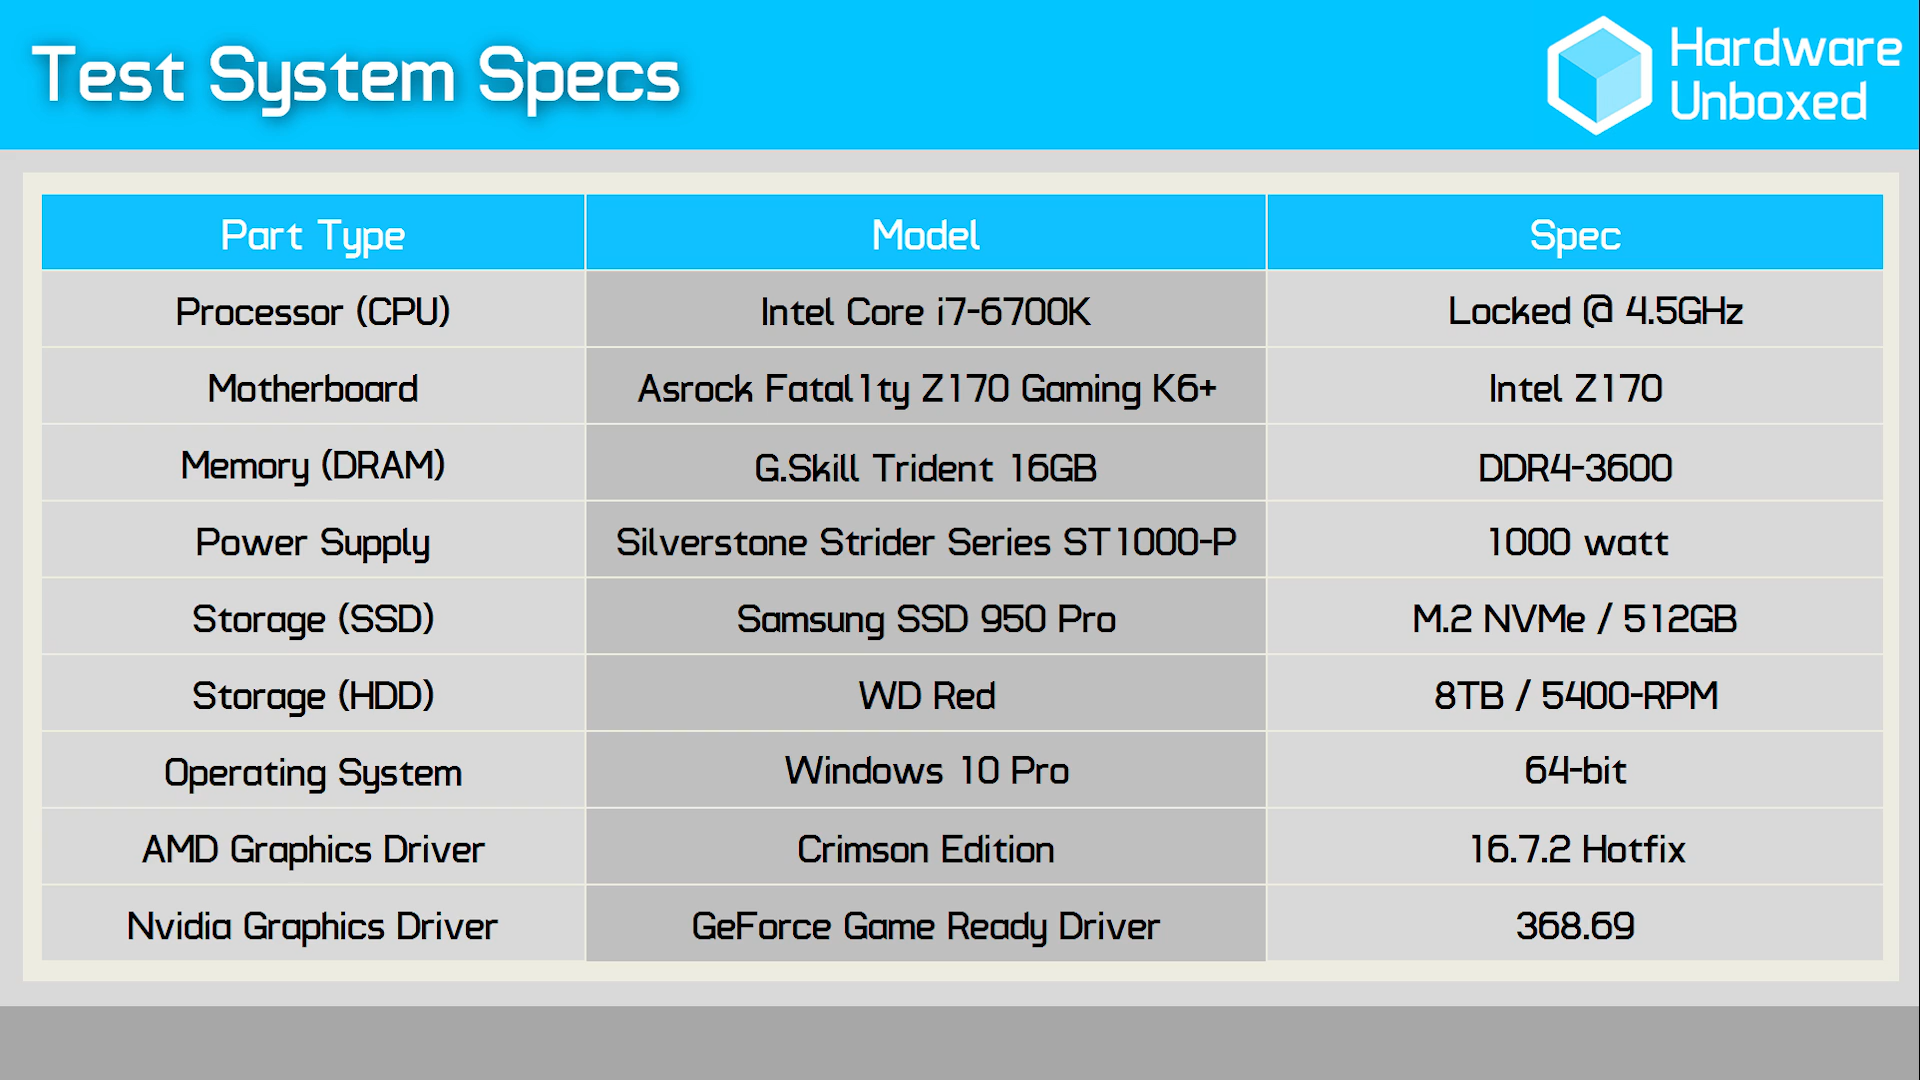 Test System Specs
Hardware
Unboxed
Part Type Model Spec
Processor (CPU) Intel Core i7-6700K Locked @ 4.5GHz
Motherboard Asrock Fatal1ty Z170 Gaming K6+ Intel Z170
Memory (DRAM) G.Skill Trident 16GB DDR4-3600
Power Supply Silverstone Strider Series ST1000-P 1000 watt
Storage (SSD) Samsung SSD 950 Pro M.2 NVMe / 512GB
Storage (HDD) WD Red 8TB / 5400-RPM
Operating System Windows 10 Pro 64-bit
AMD Graphics Driver Crimson Edition 16.7.2 Hotfix
Nvidia Graphics Driver GeForce Game Ready Driver 368.69